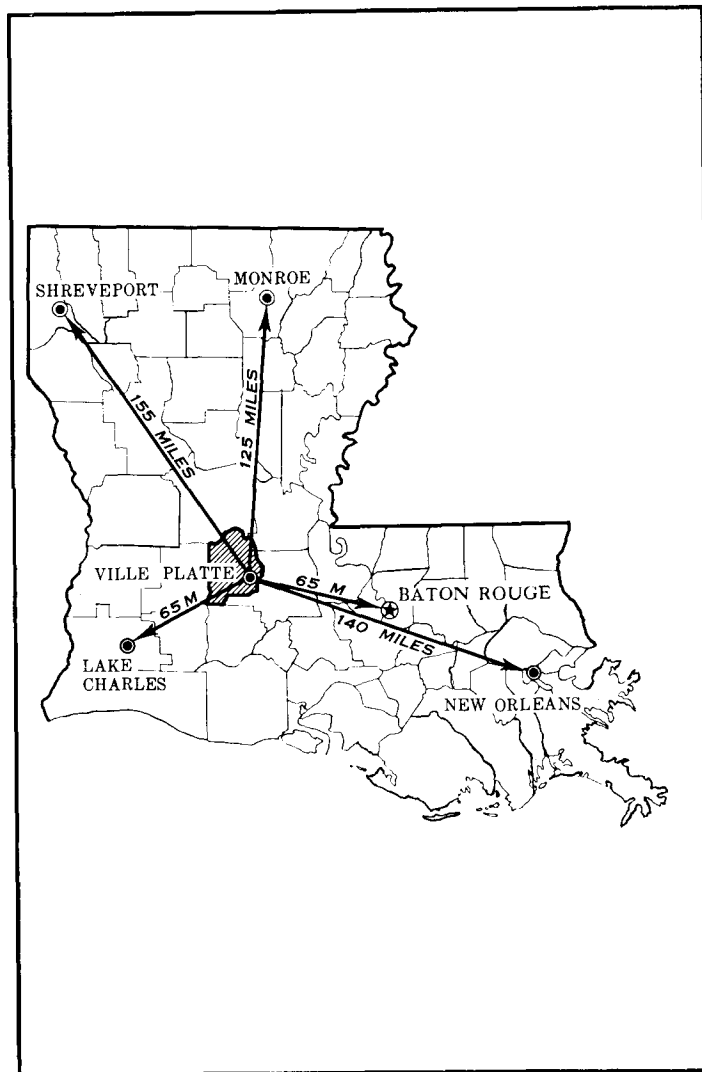 SHREVEPORT
MONROE
155 MILES
125 MILES
VILLE PLATTE
65 M
BATON ROUGE
65 M
140 MILES
LAKE
CHARLES
NEW ORLEANS